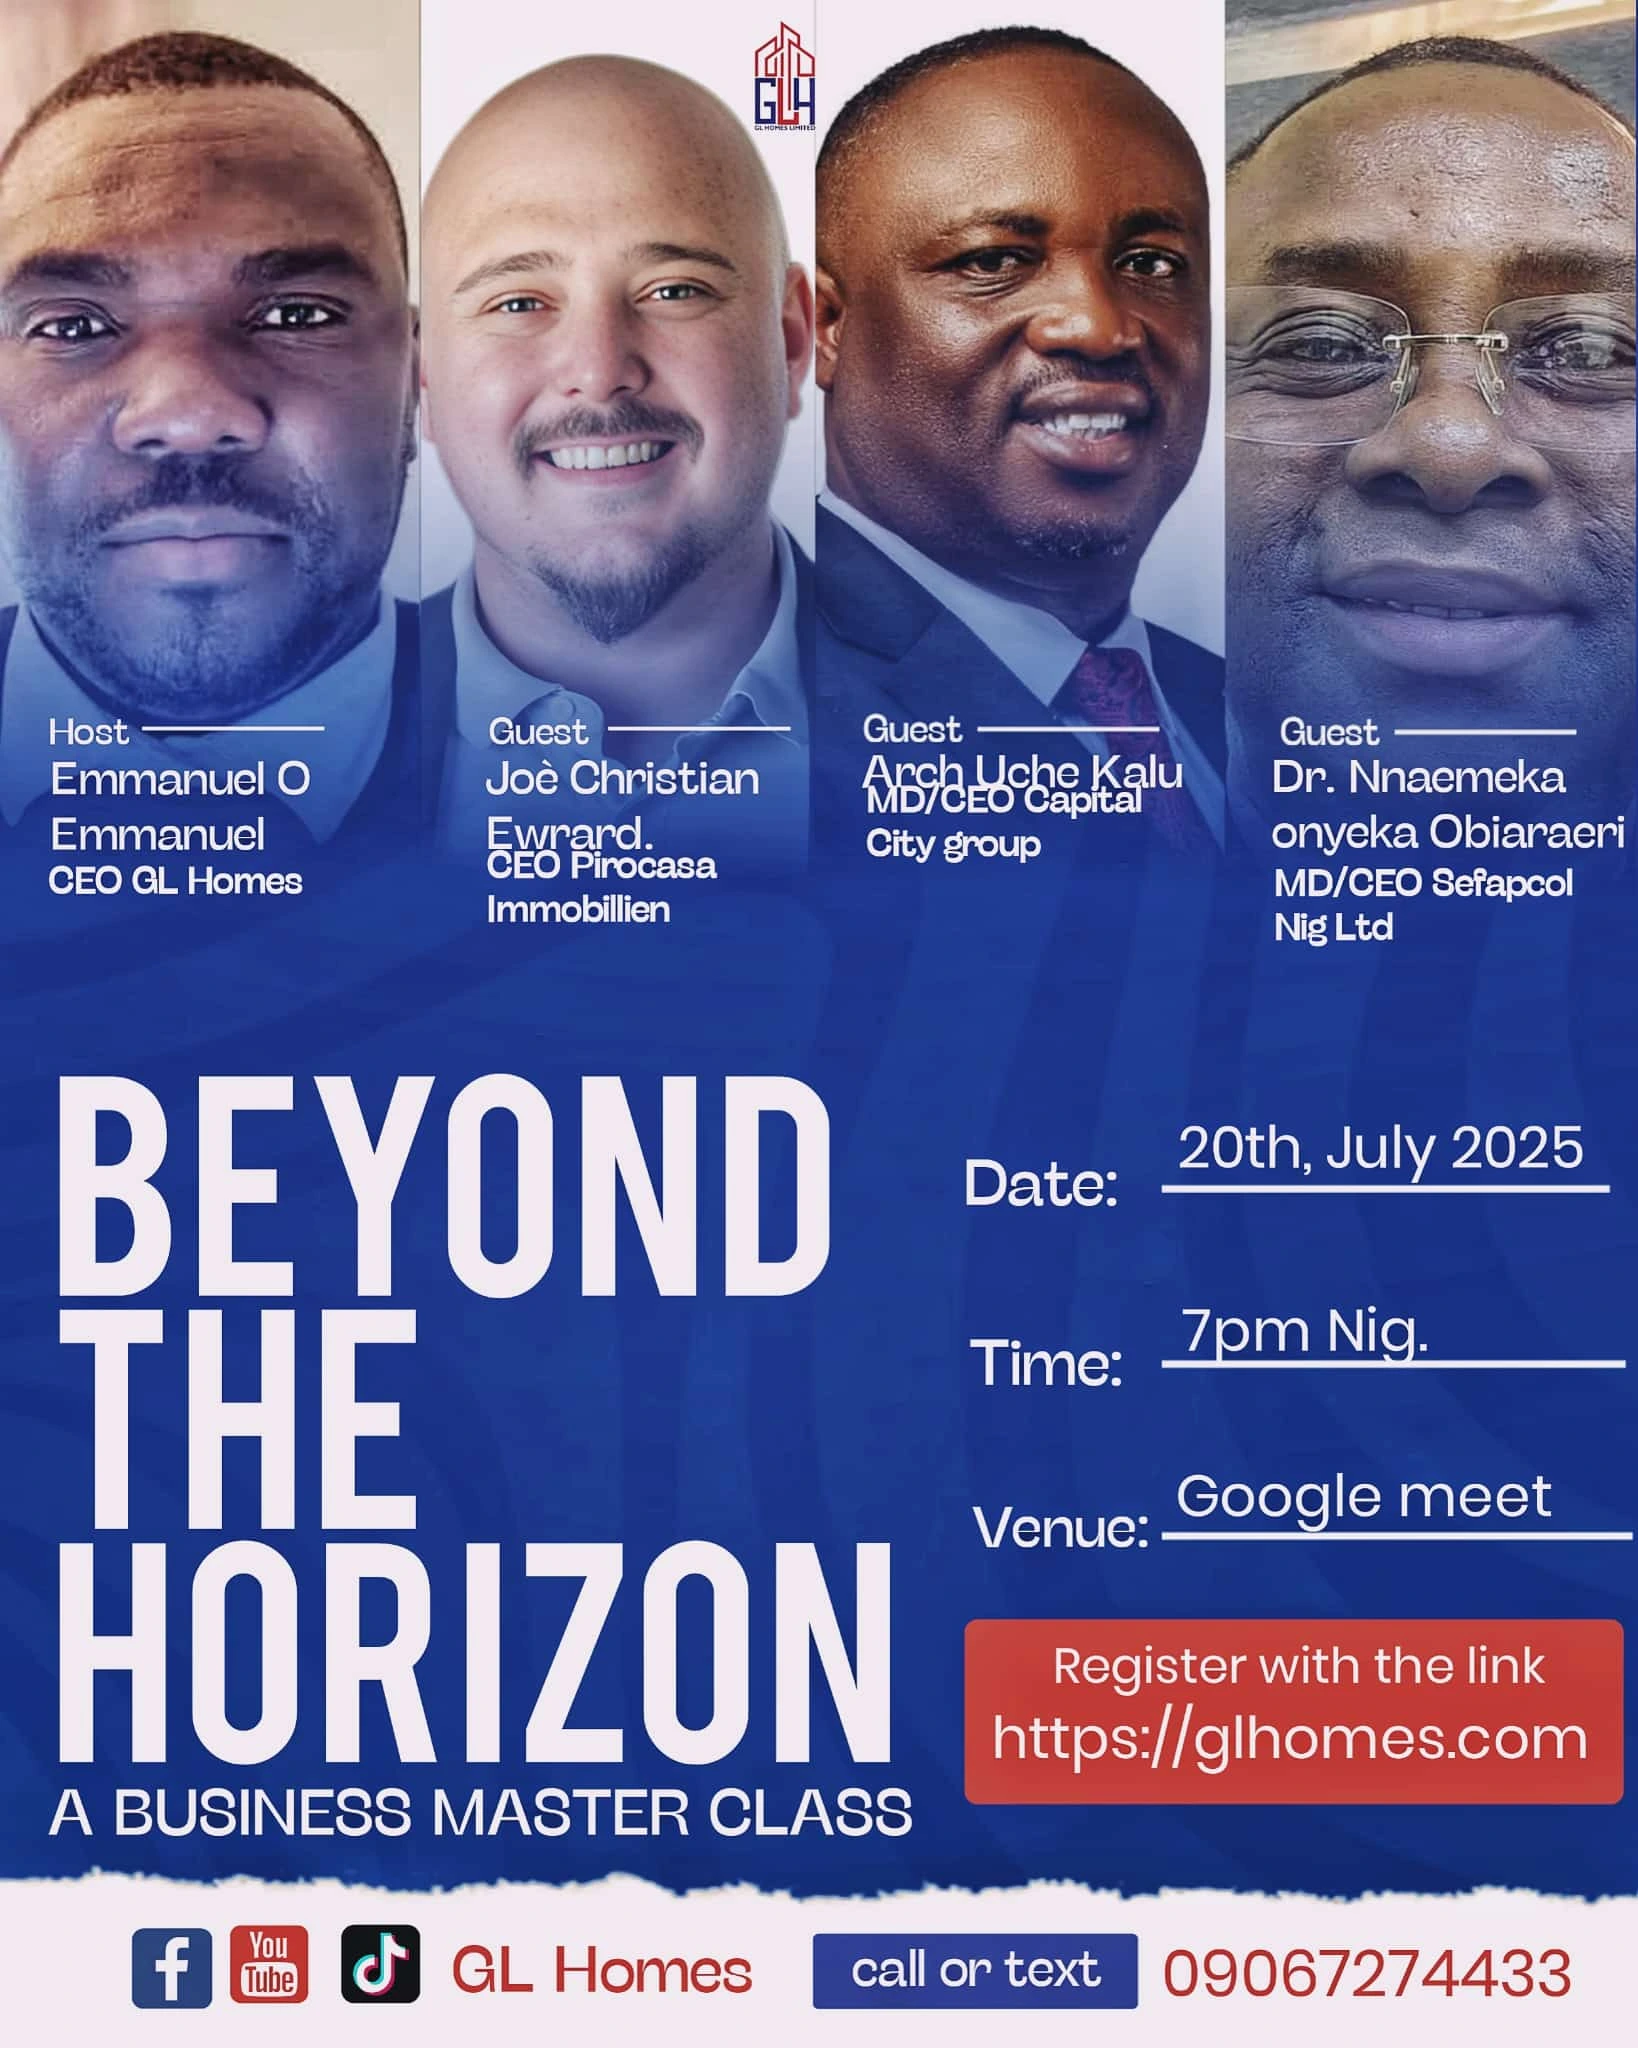 GLH
GL HOMES LIMITED
Host
Emmanuel O
Emmanuel
CEO GL Homes
Guest
Joè Christian
Ewrard.
CEO Pirocasa
Immobillien
Guest
Arch Uche Kalu
MD/CEO Capital
City group
Guest
Dr. Nnaemeka
onyeka Obiaraeri
MD/CEO Sefapcol
Nig Ltd
BEYOND
THE
HORIZON
A BUSINESS MASTER CLASS
Date: 20th, July 2025
Time: 7pm Nig.
Venue: Google meet
Register with the link
https://glhomes.com
f
You
Tube
GL Homes
call or text
09067274433